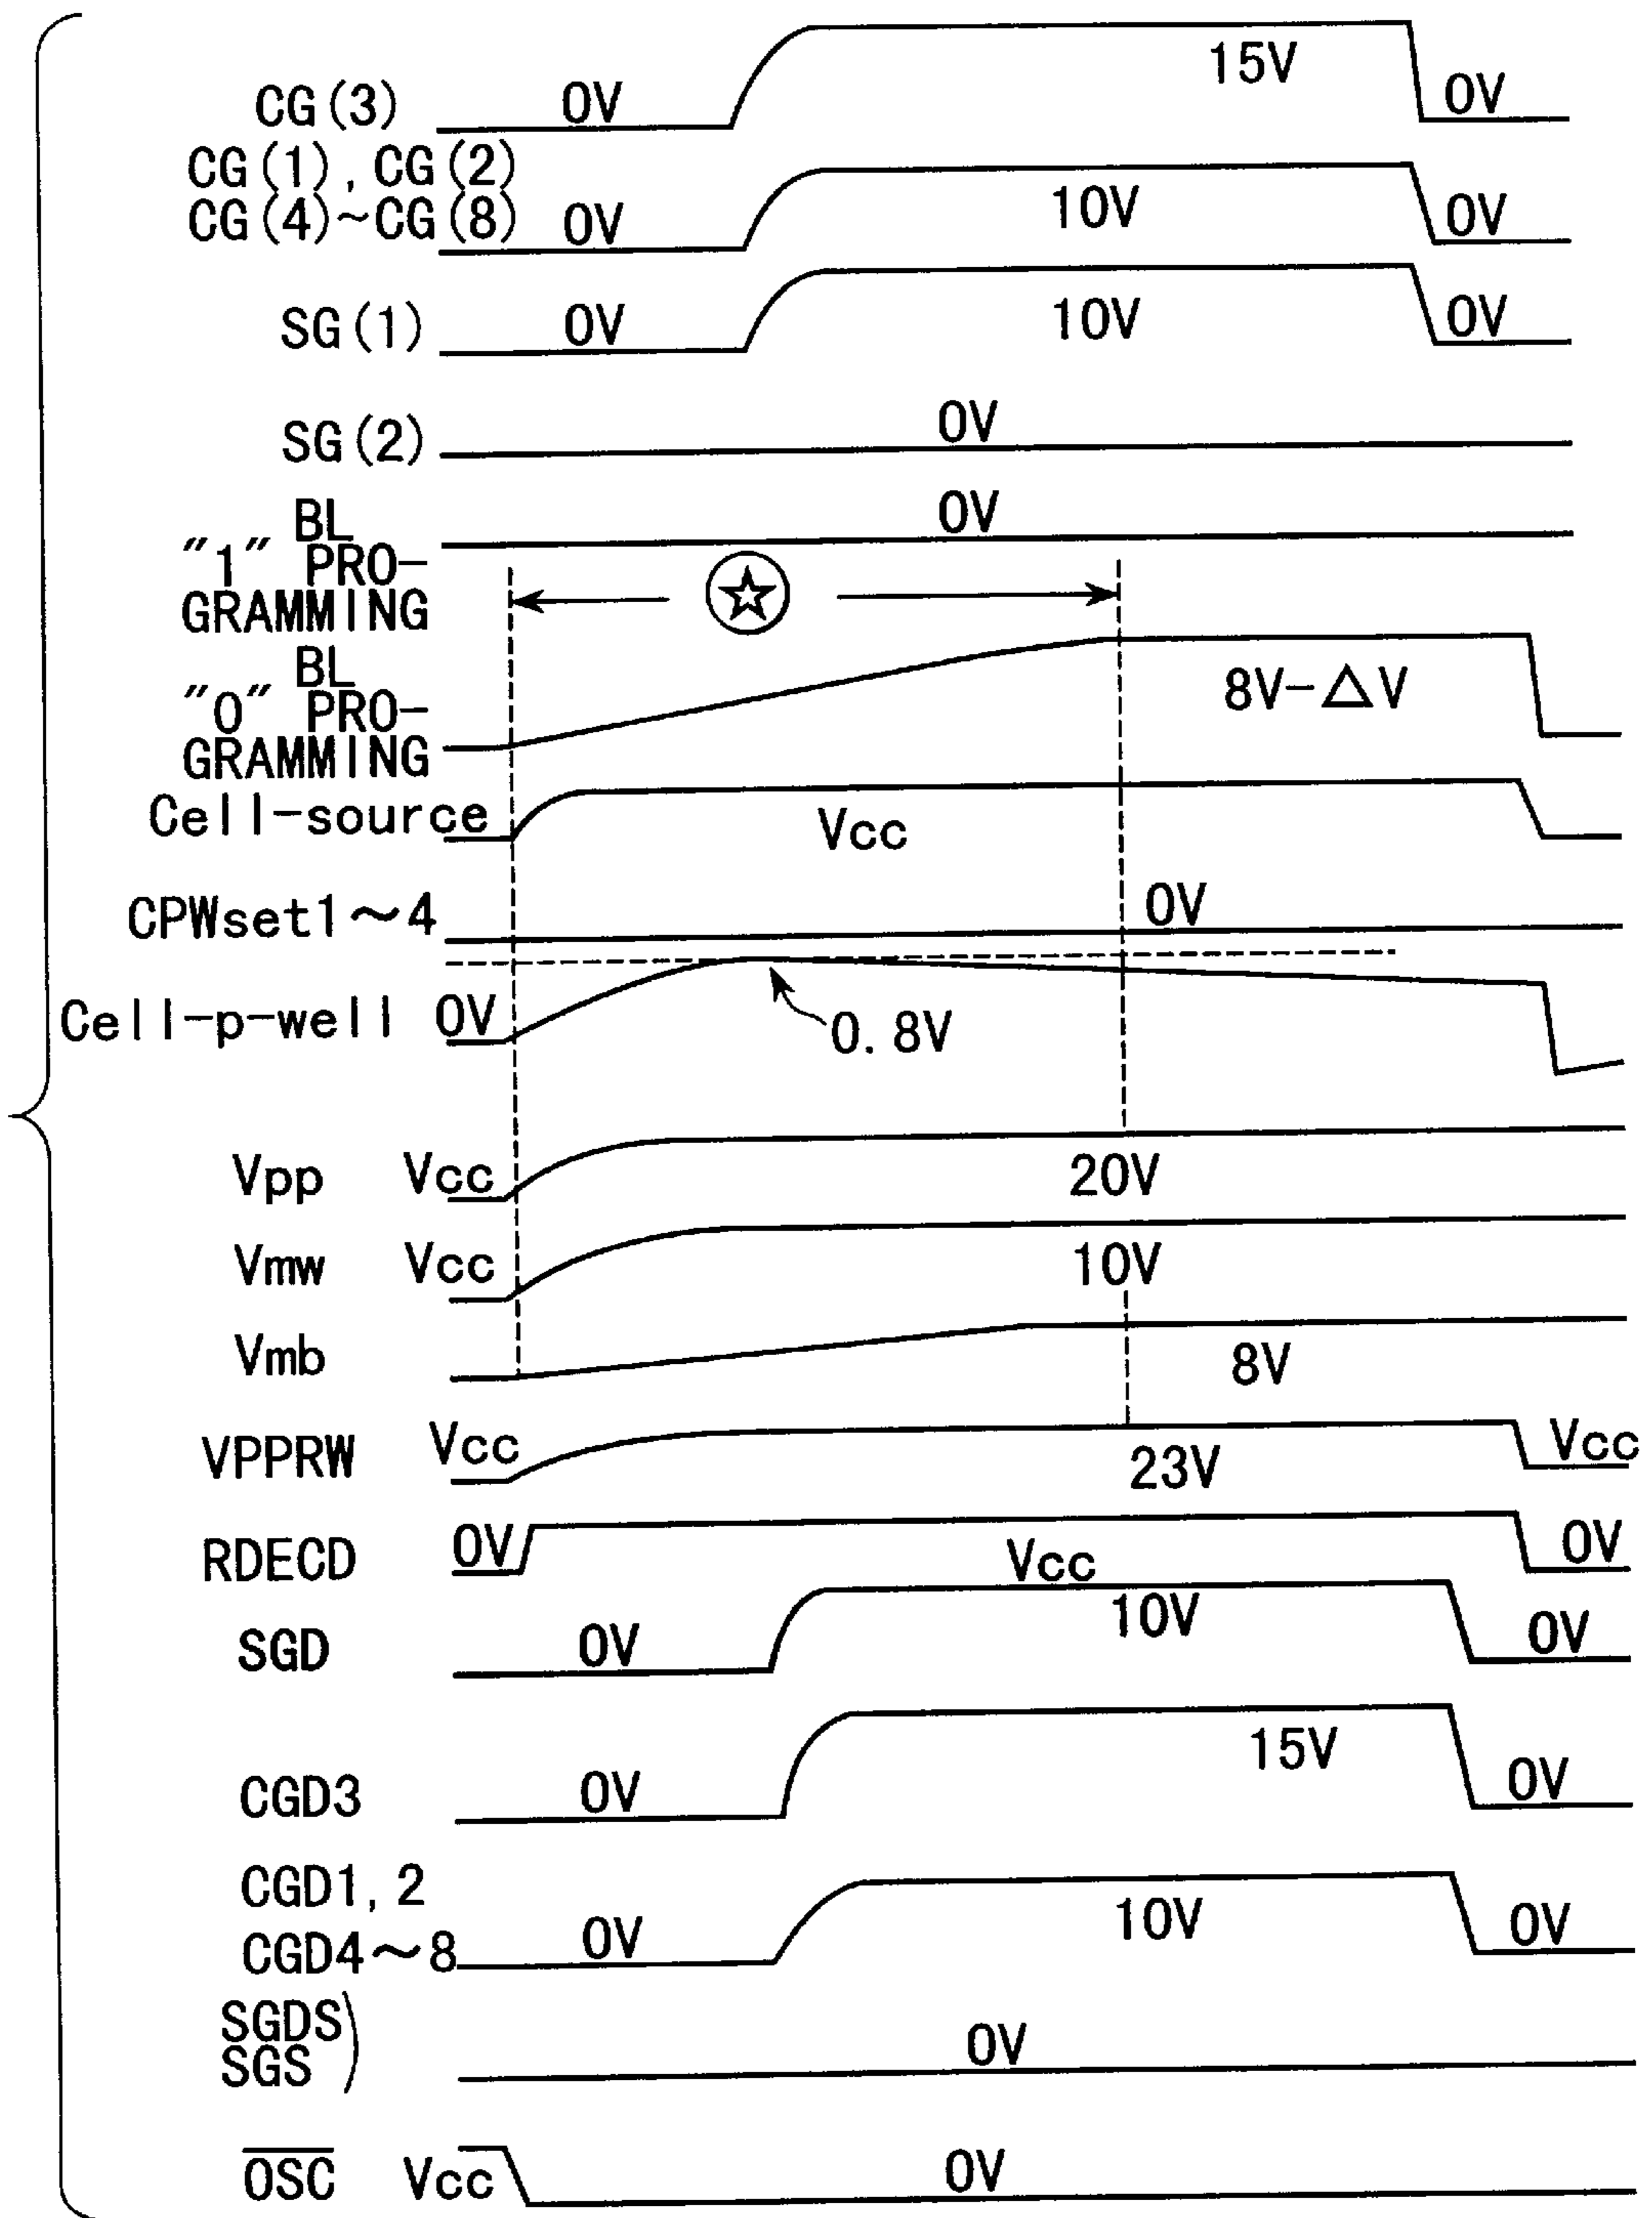 15V
CG(3) 0V 0V
CG(1), CG(2)
CG(4)~CG(8) 0V 10V 0V
SG(1) 0V 10V 0V
SG(2) 0V
BL 0V
"1" PRO-
GRAMMING
☆
BL
"0" PRO- 8V-△V
GRAMMING
Cell-source Vcc
CPWset1~4 0V
Cell-p-well 0V 0.8V
Vpp Vcc 20V
Vmw Vcc 10V
Vmb 8V
VPPRW Vcc 23V Vcc
RDECD 0V Vcc 0V
SGD 0V 10V 0V
15V
CGD3 0V 0V
CGD1,2
CGD4~8 0V 10V 0V
SGDS
SGS) 0V
O̅S̅C̅ Vcc 0V